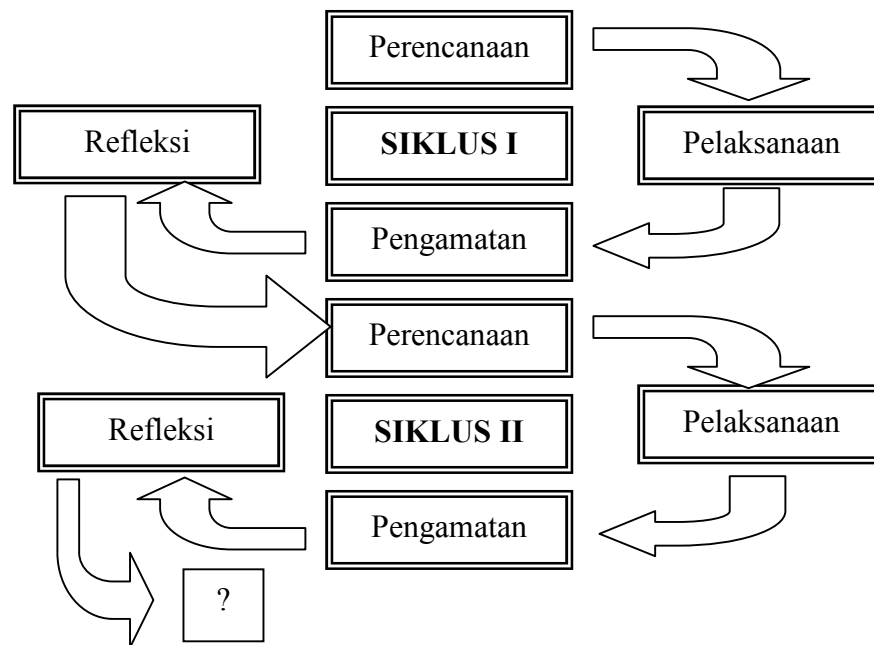 Perencanaan
Refleksi
SIKLUS I
Pelaksanaan
Pengamatan
Perencanaan
Refleksi
SIKLUS II
Pelaksanaan
Pengamatan
?